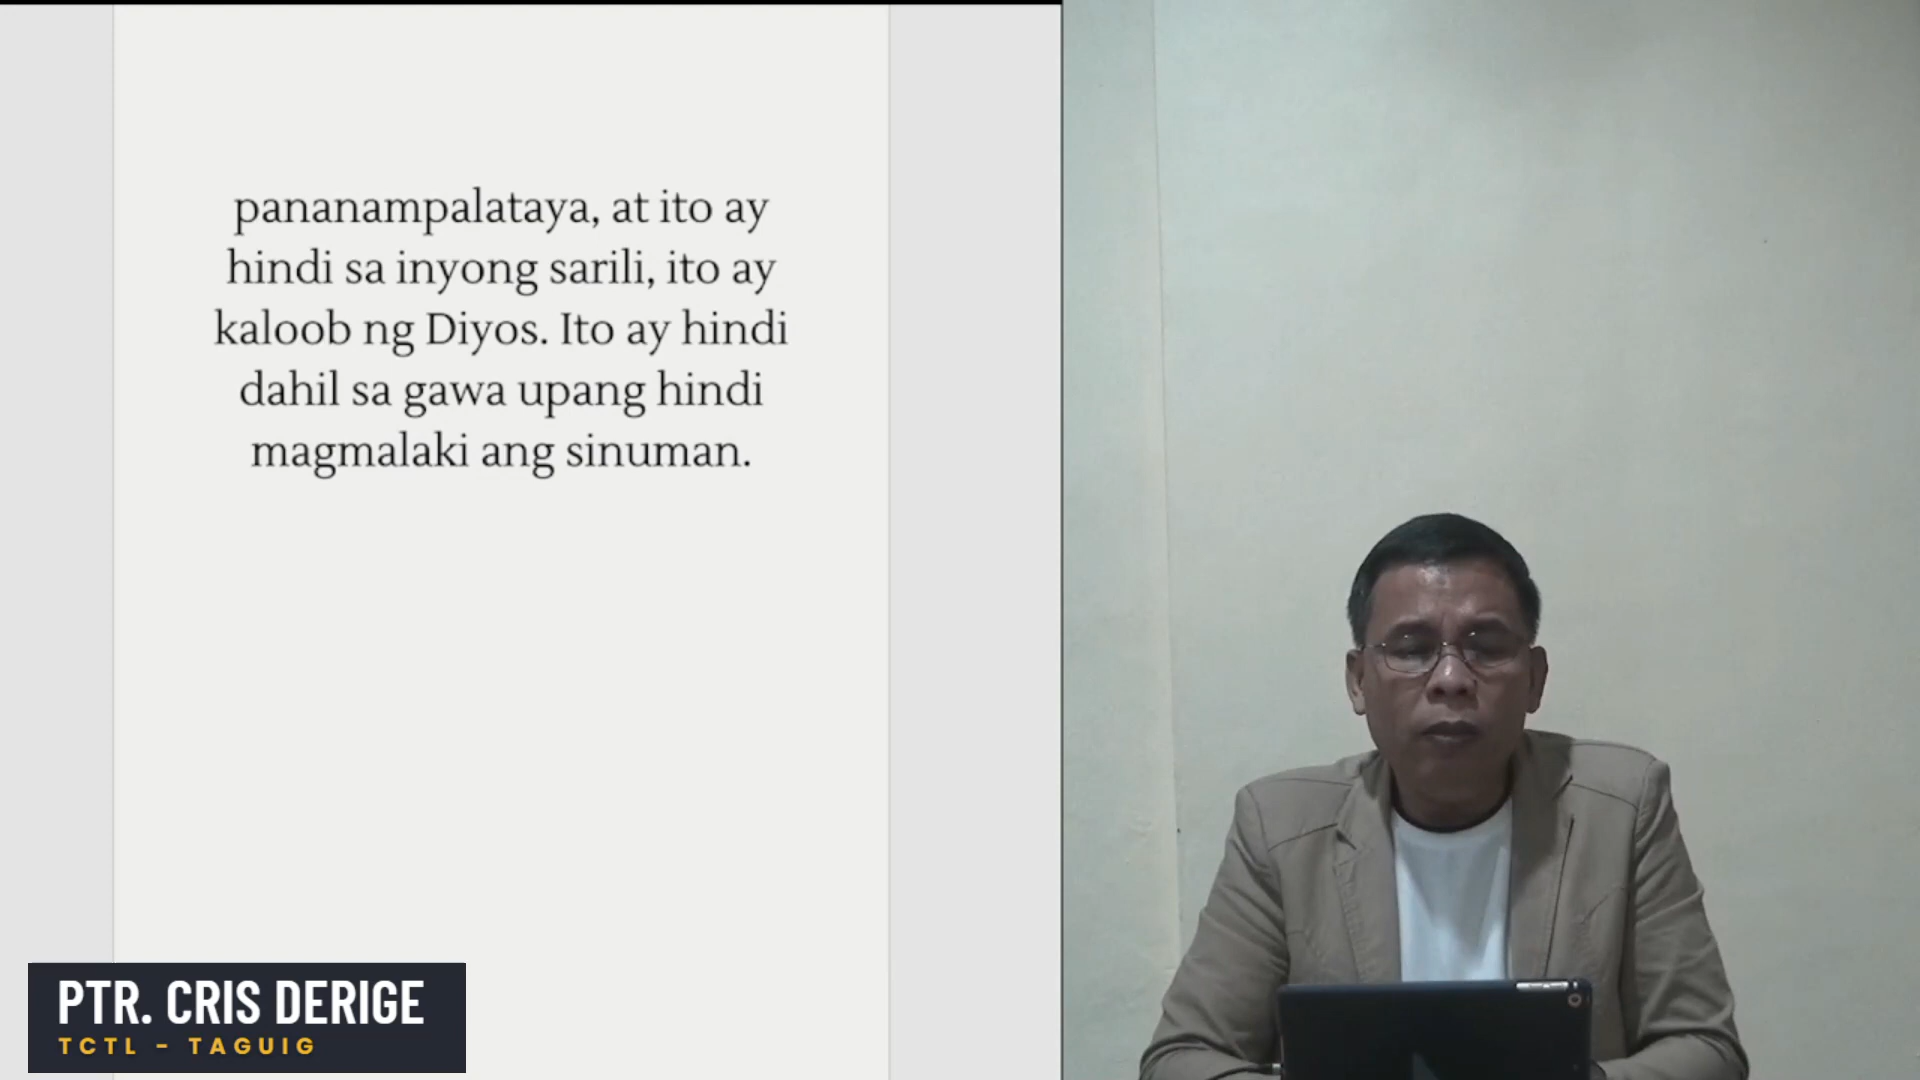 pananampalataya, at ito ay
hindi sa inyong sarili, ito ay
kaloob ng Diyos. Ito ay hindi
dahil sa gawa upang hindi
magmalaki ang sinuman.
PTR. CRIS DERIGE
TCTL - TAGUIG